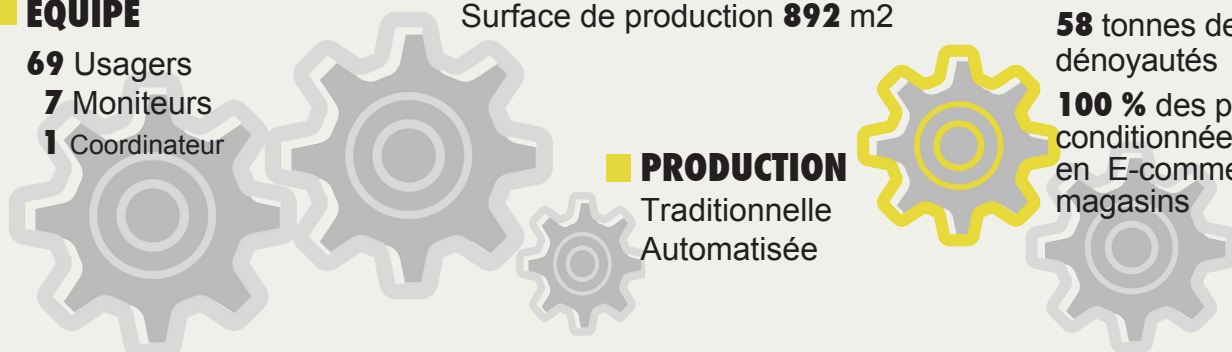 EQUIPE
69 Usagers
7 Moniteurs
1 Coordinateur
Surface de production 892 m2
PRODUCTION
Traditionnelle
Automatisée
58 tonnes de
dénoyautés
100 % des
conditionnée
en
magasins